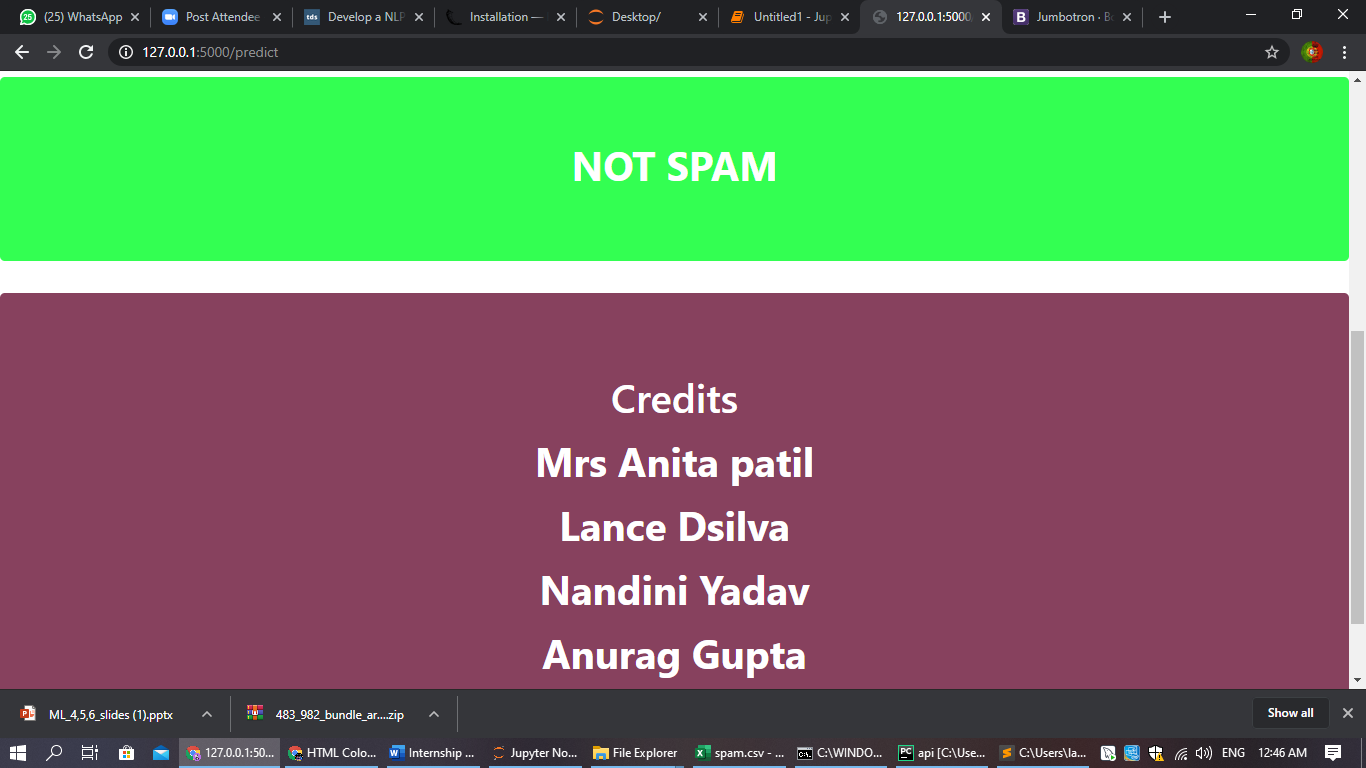 (25) WhatsApp
Post Attendee
tds Develop a NLP
Installation —
Desktop/
Untitled1 - Jup
127.0.0.1:5000
B Jumbotron · Bo
127.0.0.1:5000/predict
NOT SPAM
Credits
Mrs Anita patil
Lance Dsilva
Nandini Yadav
Anurag Gupta
ML_4,5,6_slides (1).pptx
483_982_bundle_ar....zip
Show all
127.0.0.1:50...
HTML Colo...
Internship ...
Jupyter No...
File Explorer
spam.csv - ...
C:\WINDO...
api [C:\Use...
C:\Users\la...
ENG
12:46 AM